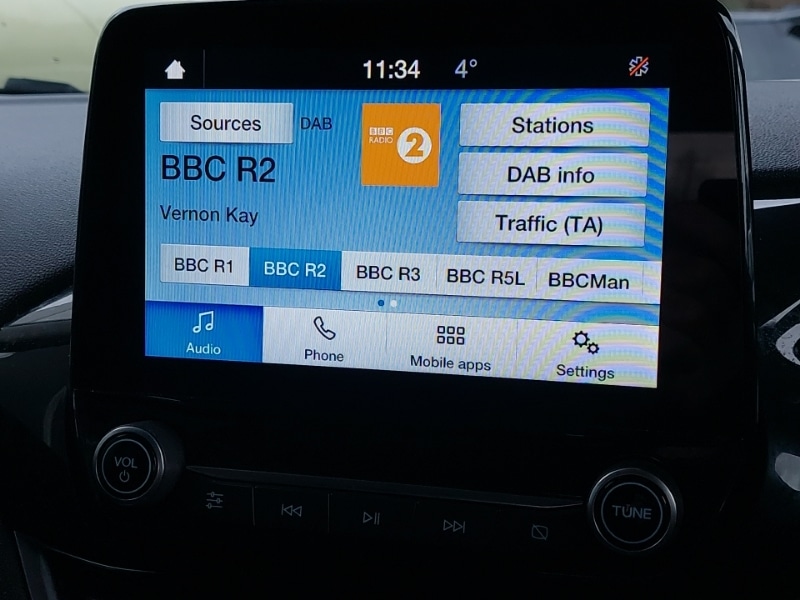 11:34 4°
Sources DAB
BBC RADIO 2
Stations
BBC R2
DAB info
Vernon Kay
Traffic (TA)
BBC R1 BBC R2 BBC R3 BBC R5L BBCMan
Audio Phone Mobile apps Settings
VOL
TUNE